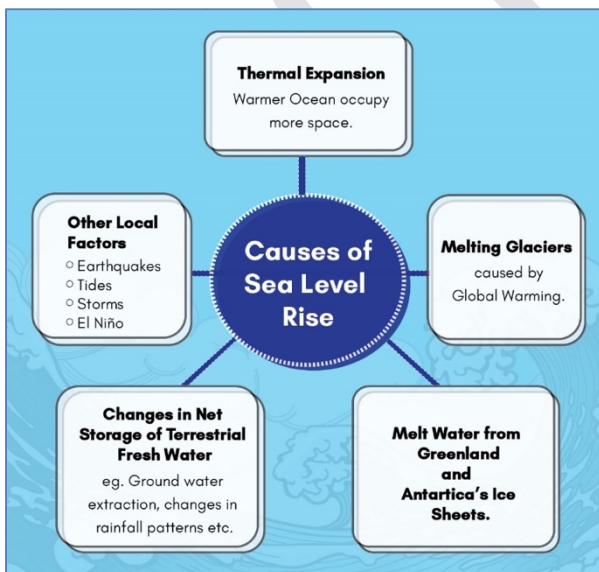 Thermal Expansion
Warmer Ocean occupy
more space.
Other Local
Factors
○ Earthquakes
○ Tides
○ Storms
○ El Niño
Causes of
Sea Level
Rise
Melting Glaciers
caused by
Global Warming.
Changes in Net
Storage of Terrestrial
Fresh Water
eg. Ground water
extraction, changes in
rainfall patterns etc.
Melt Water from
Greenland
and
Antartica's Ice
Sheets.